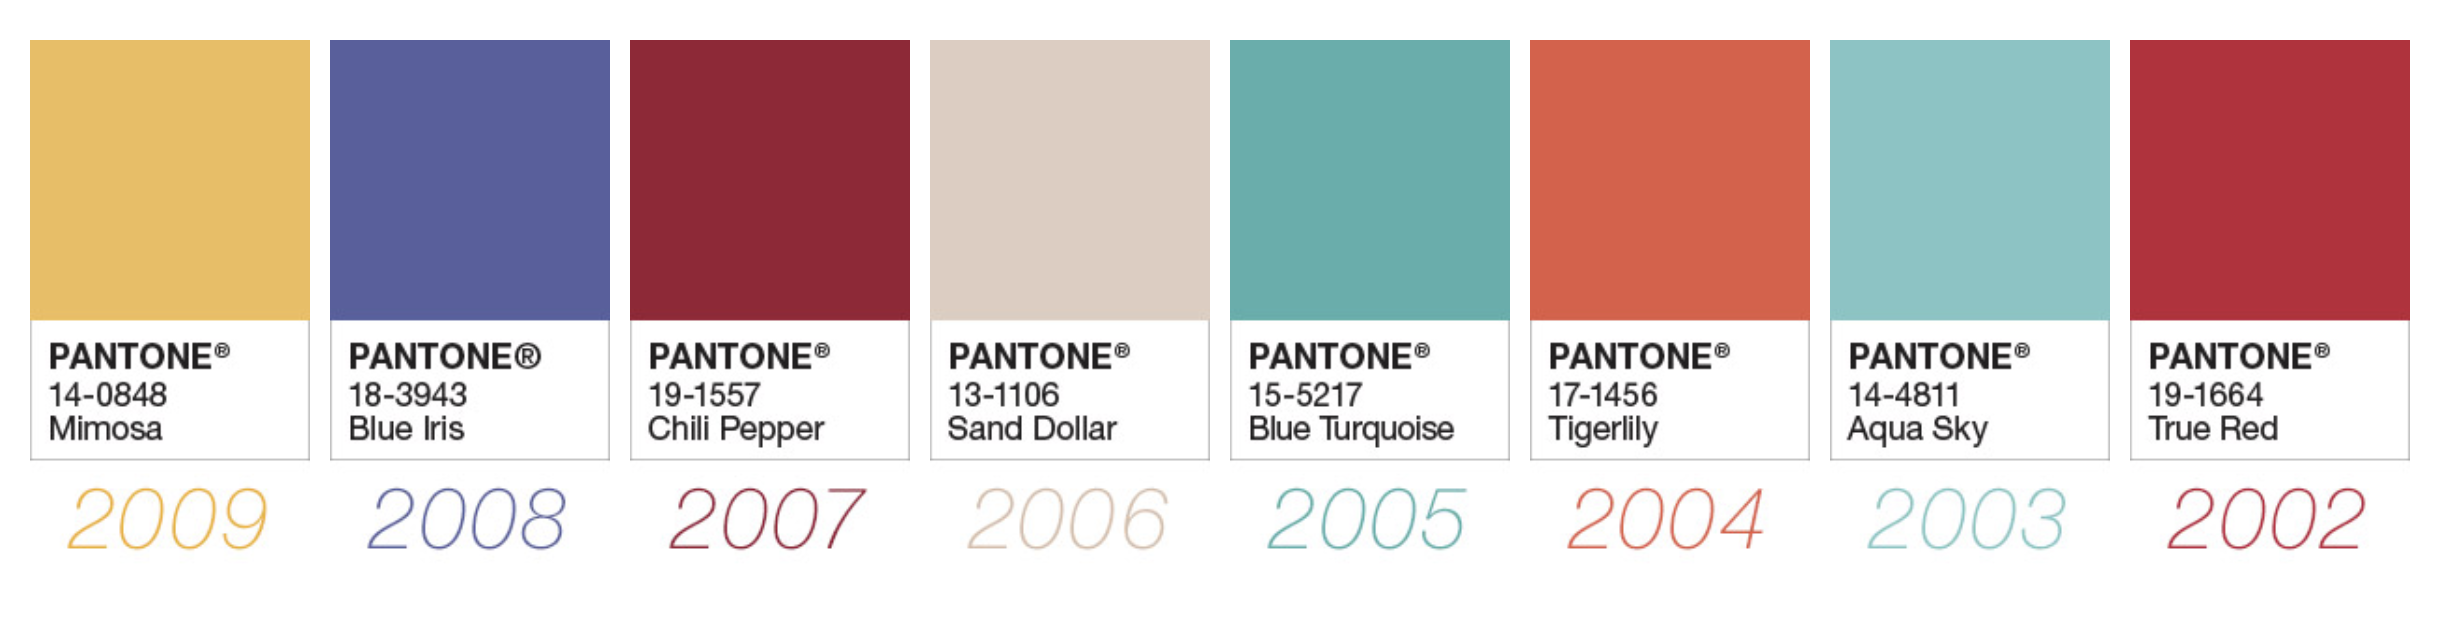 PANTONE®
14-0848
Mimosa
2009
PANTONE®
18-3943
Blue Iris
2008
PANTONE®
19-1557
Chili Pepper
2007
PANTONE®
13-1106
Sand Dollar
2006
PANTONE®
15-5217
Blue Turquoise
2005
PANTONE®
17-1456
Tigerlily
2004
PANTONE®
14-4811
Aqua Sky
2003
PANTONE®
19-1664
True Red
2002